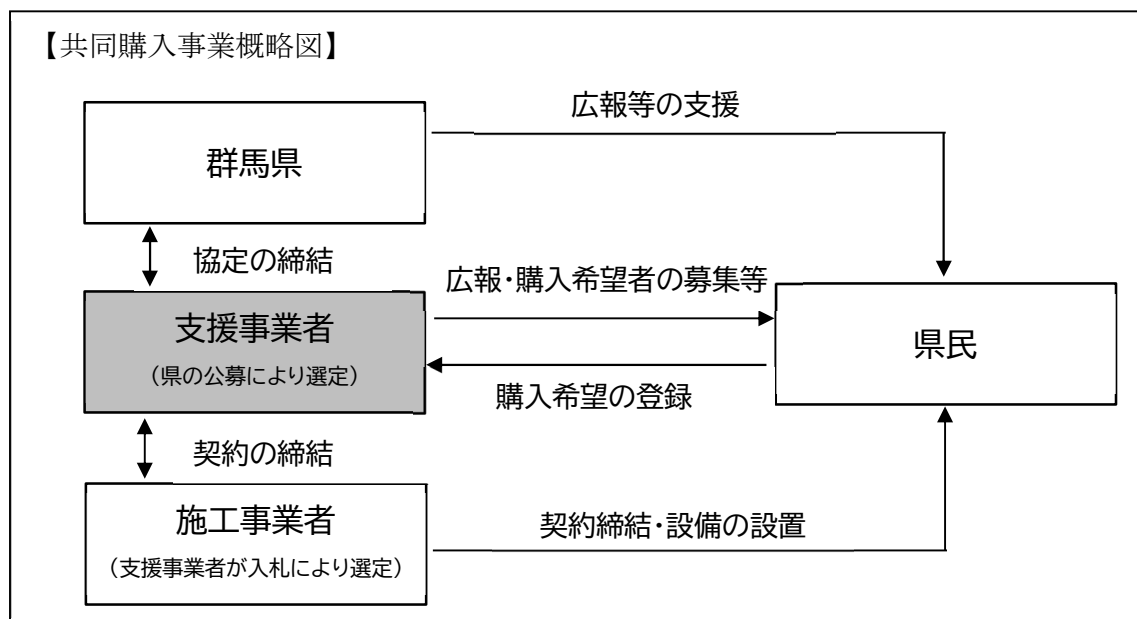 【共同購入事業概略図】
広報等の支援
群馬県
協定の締結
広報・購入希望者の募集等
支援事業者
(県の公募により選定)
県民
購入希望の登録
契約の締結
施工事業者
(支援事業者が入札により選定)
契約締結・設備の設置